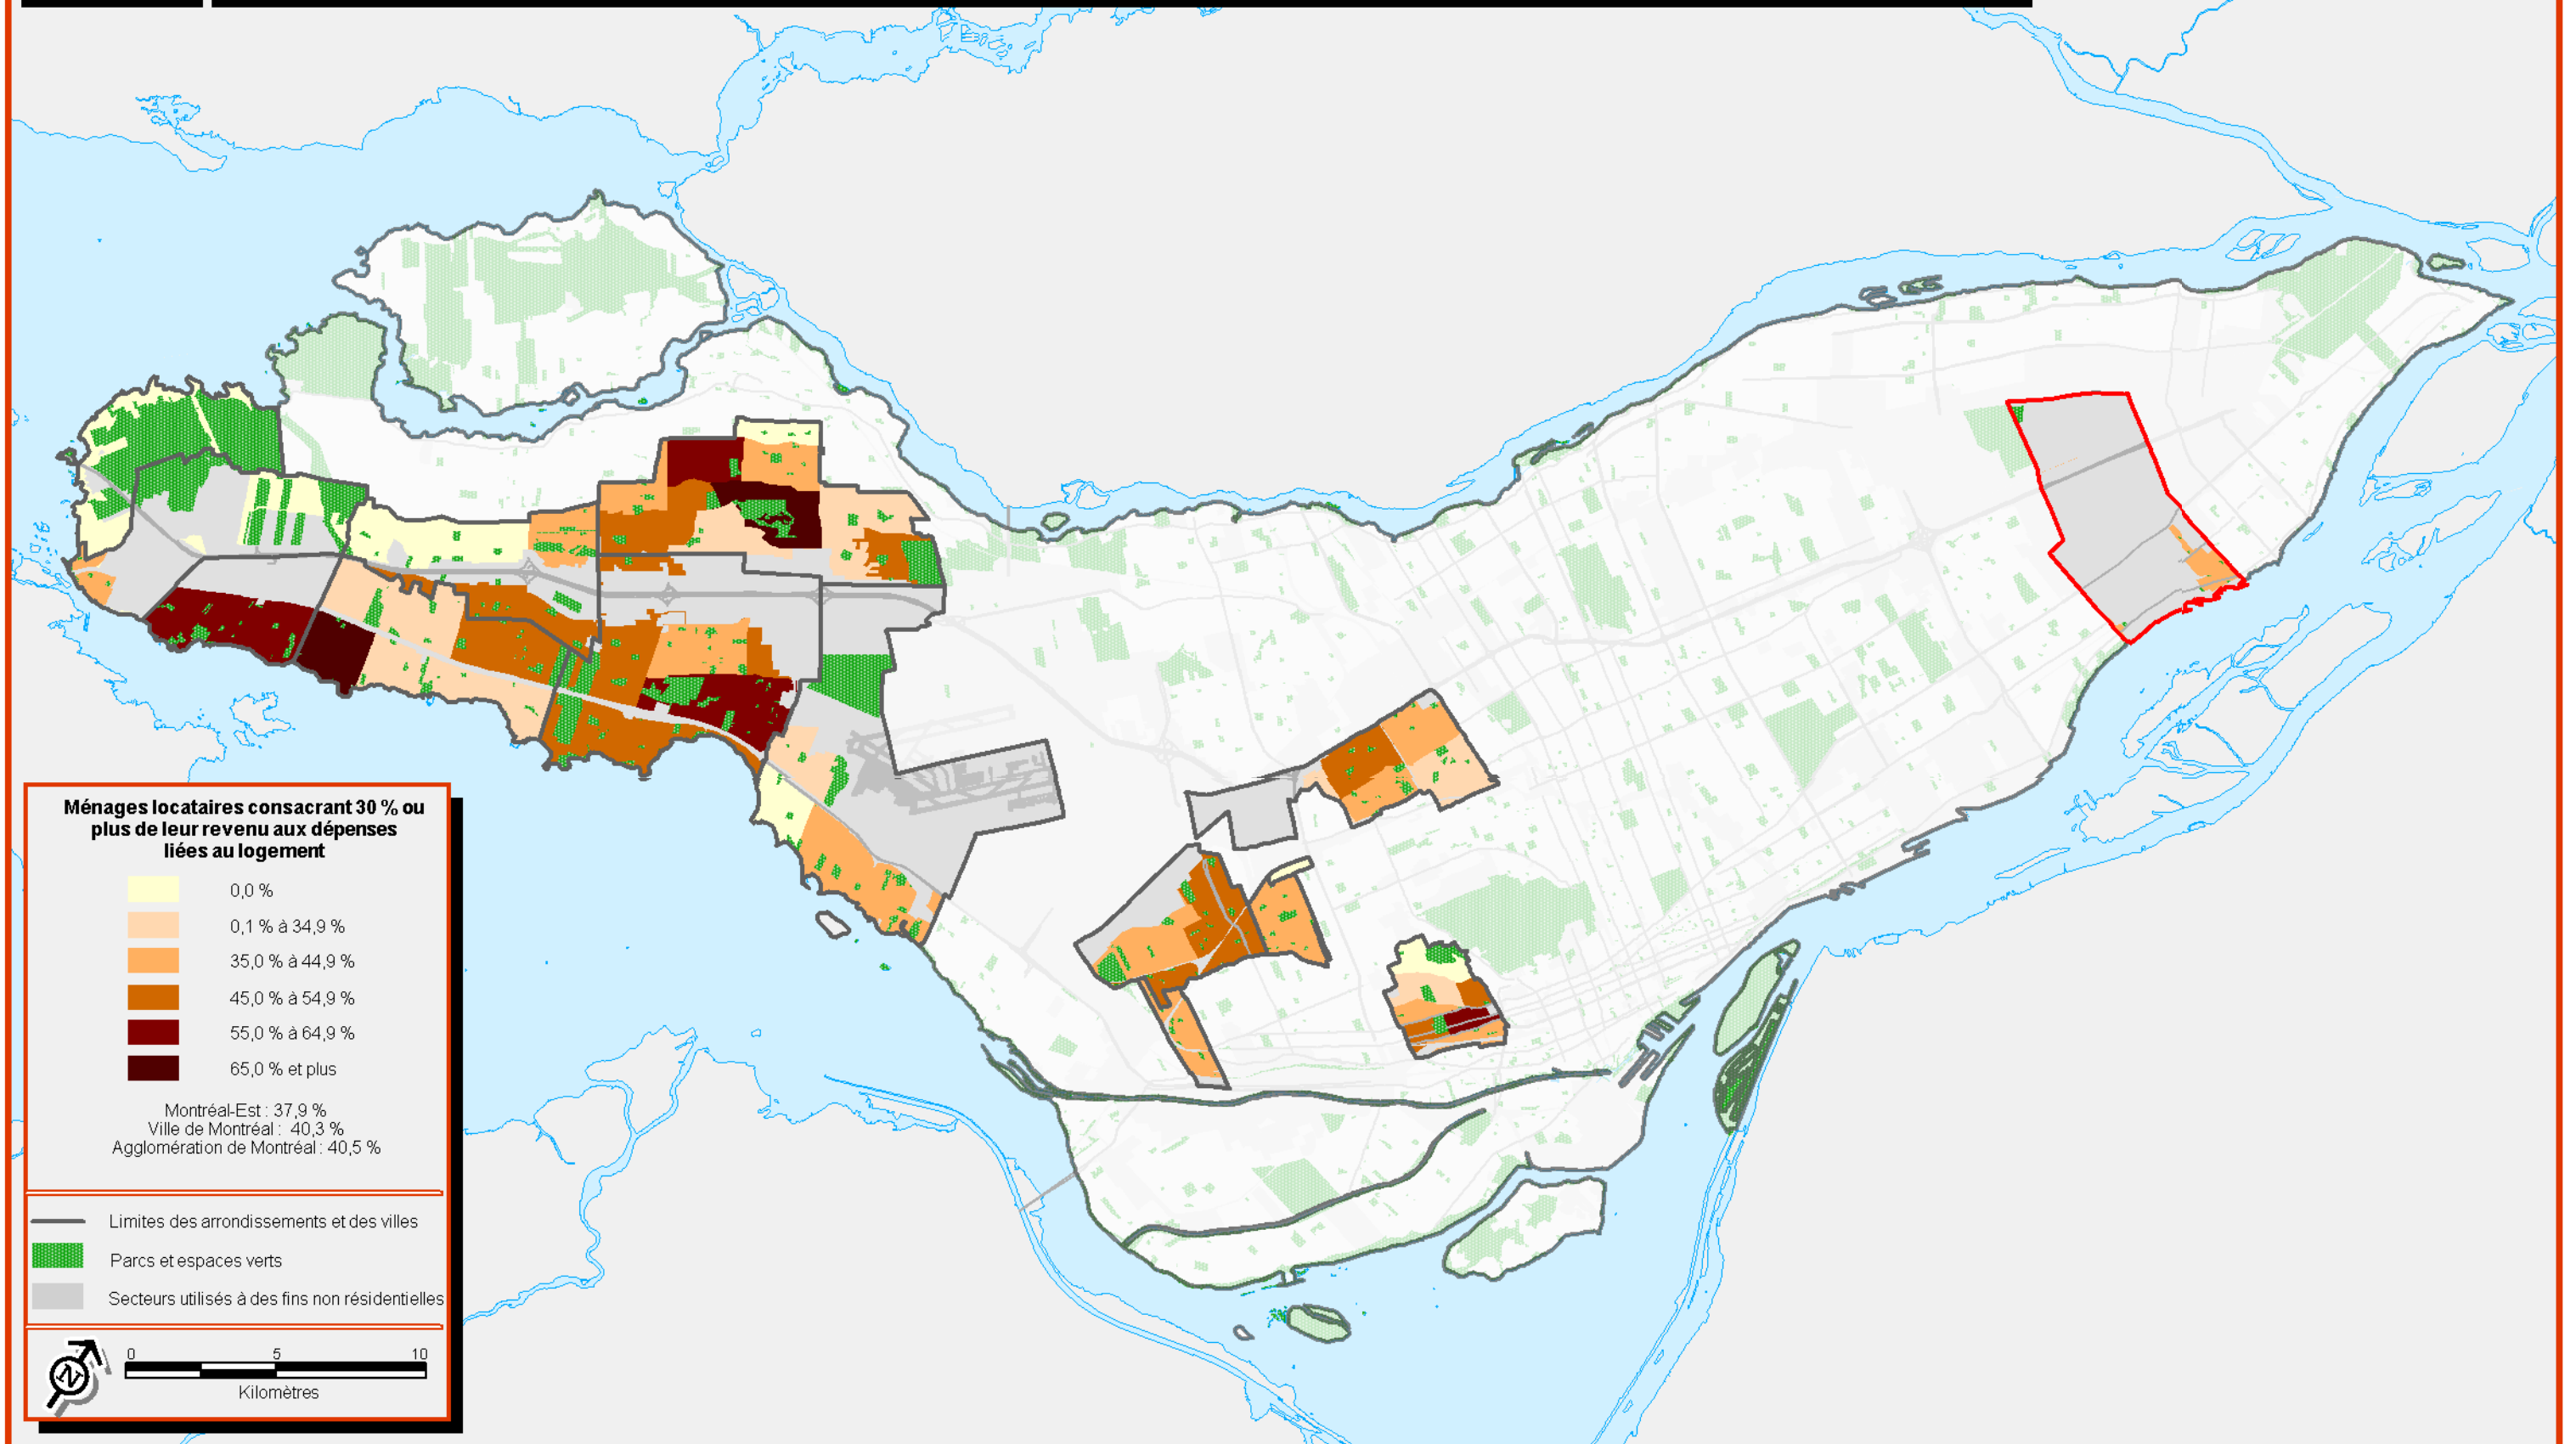 Ménages locataires consacrant 30 % ou
plus de leur revenu aux dépenses
liées au logement
0,0 %
0,1 % à 34,9 %
35,0 % à 44,9 %
45,0 % à 54,9 %
55,0 % à 64,9 %
65,0 % et plus
Montréal-Est : 37,9 %
Ville de Montréal : 40,3 %
Agglomération de Montréal : 40,5 %
Limites des arrondissements et des villes
Parcs et espaces verts
Secteurs utilisés à des fins non résidentielles
N
0 5 10
Kilomètres